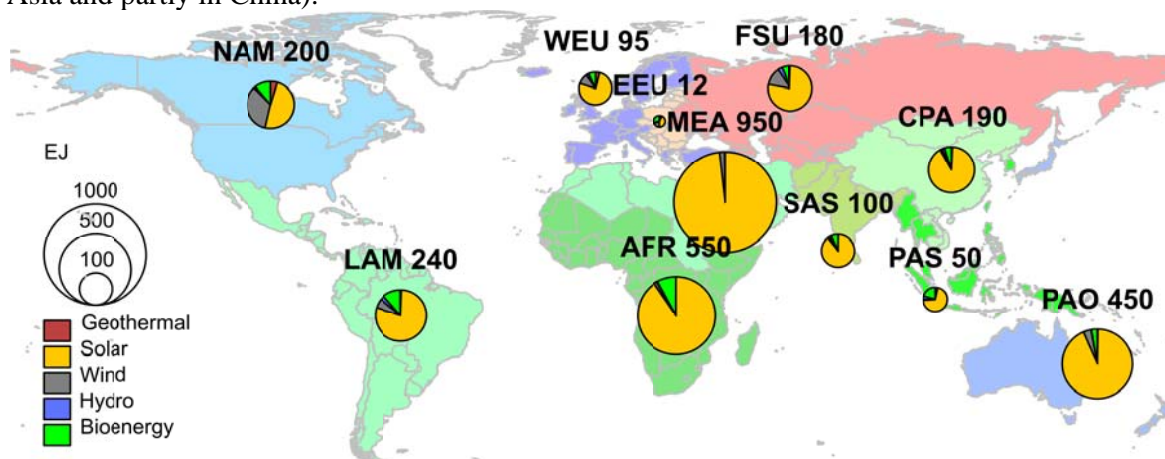 Asia and partly in China).
NAM 200
WEU 95
FSU 180
EEU 12
MEA 950
CPA 190
EJ
1000
500
100
SAS 100
AFR 550
PAS 50
LAM 240
PAO 450
Geothermal
Solar
Wind
Hydro
Bioenergy